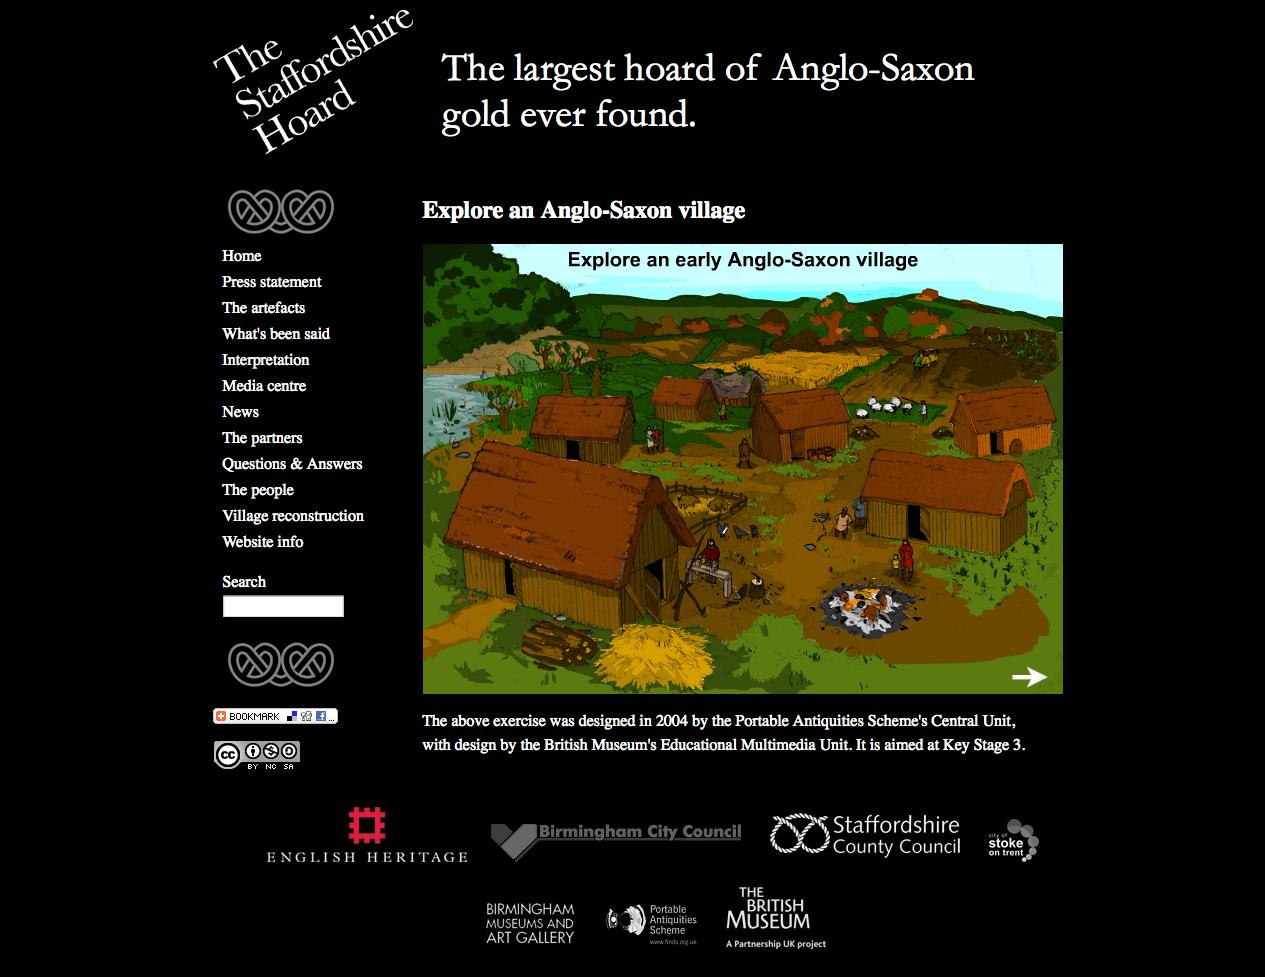 The
Staffordshire
Hoard
The largest hoard of Anglo-Saxon
gold ever found.
Home
Press statement
The artefacts
What's been said
Interpretation
Media centre
News
The partners
Questions & Answers
The people
Village reconstruction
Website info
Search
BOOKMARK ...
cc
BY NC SA
Explore an Anglo-Saxon village
Explore an early Anglo-Saxon village
The above exercise was designed in 2004 by the Portable Antiquities Scheme's Central Unit,
with design by the British Museum's Educational Multimedia Unit. It is aimed at Key Stage 3.
ENGLISH HERITAGE
Birmingham City Council
Staffordshire
County Council
city of
stoke
on trent
BIRMINGHAM
MUSEUMS AND
ART GALLERY
Portable
Antiquities
Scheme
www.finds.org.uk
THE
BRITISH
MUSEUM
A Partnership UK project